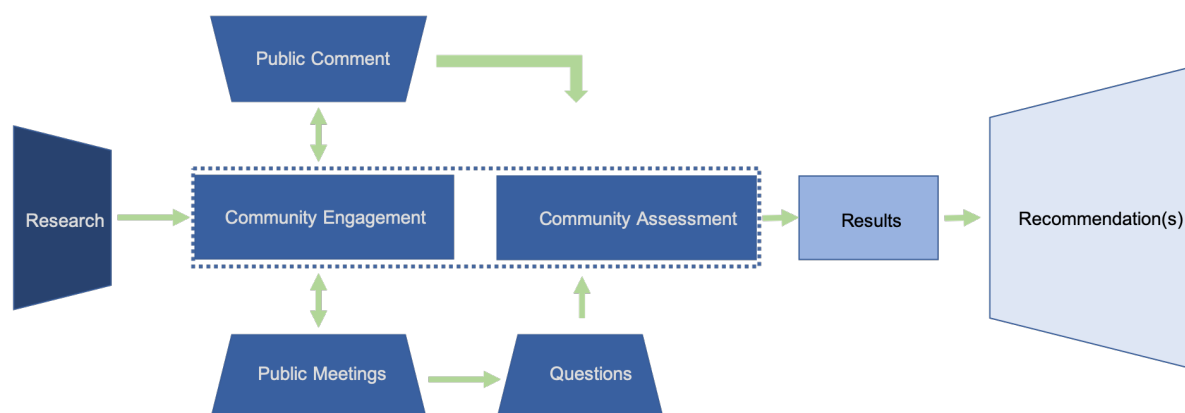 Public Comment
Research
Community Engagement
Community Assessment
Results
Recommendation(s)
Public Meetings
Questions